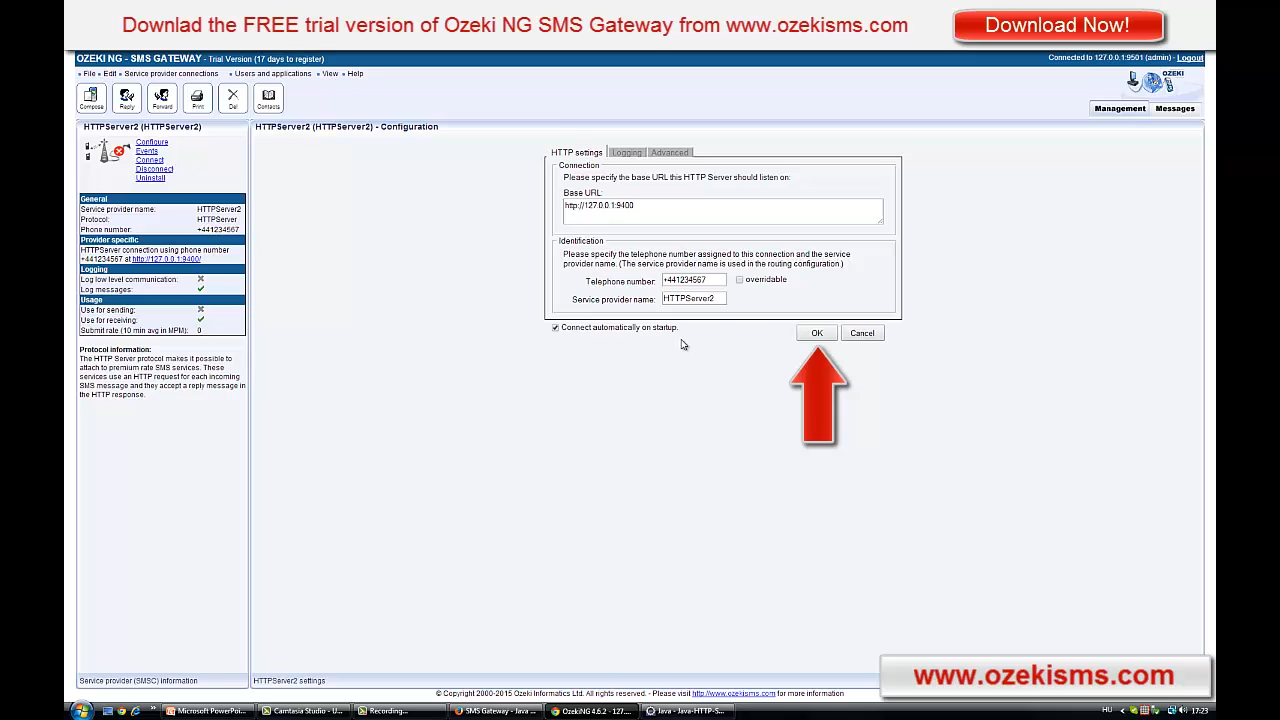 Downlad the FREE trial version of Ozeki NG SMS Gateway from www.ozekisms.com
Download Now!
OZEKI NG - SMS GATEWAY - Trial Version (17 days to register)
Connected to 127.0.0.1:9501 (admin) - Logout
File Edit Service provider connections Users and applications View Help
OZEKI
Compose Reply Forward Print Del Contacts
Management Messages
HTTPServer2 (HTTPServer2)
Configure
Events
Connect
Disconnect
Uninstall
General
Service provider name: HTTPServer2
Protocol: HTTPServer
Phone number: +441234567
Provider specific
HTTPServer connection using phone number
+441234567 at http://127.0.0.1:9400/
Logging
Log low level communication:
Log messages:
Usage
Use for sending:
Use for receiving:
Submit rate (10 min avg in MPM): 0
Protocol information:
The HTTP Server protocol makes it possible to
attach to premium rate SMS services. These
services use an HTTP request for each incoming
SMS message and they accept a reply message in
the HTTP response.
Service provider (SMSC) information
HTTPServer2 (HTTPServer2) - Configuration
HTTP settings Logging Advanced
Connection
Please specify the base URL this HTTP Server should listen on:
Base URL:
http://127.0.0.1:9400
Identification
Please specify the telephone number assigned to this connection and the service
provider name. (The service provider name is used in the routing configuration.)
Telephone number: +441234567 overridable
Service provider name: HTTPServer2
Connect automatically on startup.
OK Cancel
HTTPServer2 settings
www.ozekisms.com
© Copyright 2000-2015 Ozeki Informatics Ltd. All rights reserved. - Please visit http://www.ozekisms.com for more information
Microsoft PowerPoi... Camtasia Studio - U... Recording... SMS Gateway - Java ... OzekiNG 4.6.2 - 127.... Java - Java-HTTP-S... HU 17:23